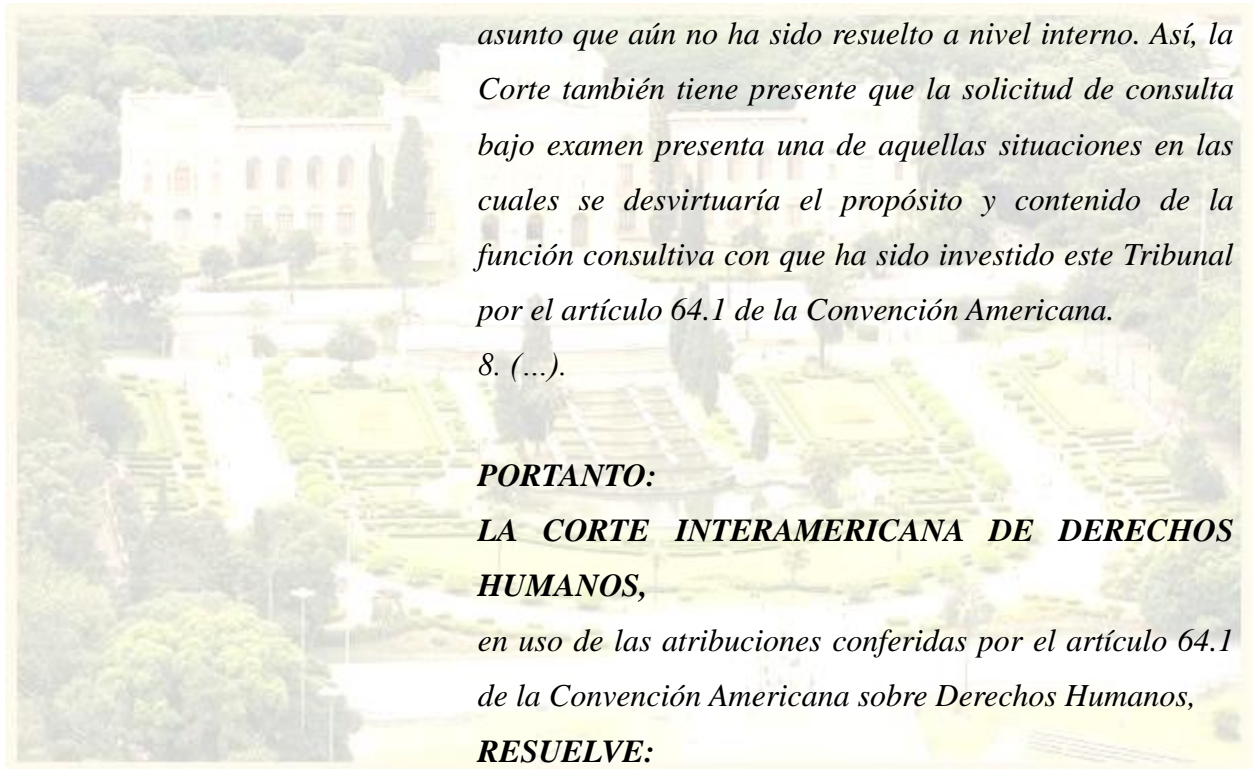 asunto que aún no ha sido resuelto a nivel interno. Así, la
Corte también tiene presente que la solicitud de consulta
bajo examen presenta una de aquellas situaciones en las
cuales se desvirtuaría el propósito y contenido de la
función consultiva con que ha sido investido este Tribunal
por el artículo 64.1 de la Convención Americana.
8. (...).
PORTANTO:
LA CORTE INTERAMERICANA DE DERECHOS
HUMANOS,
en uso de las atribuciones conferidas por el artículo 64.1
de la Convención Americana sobre Derechos Humanos,
RESUELVE: